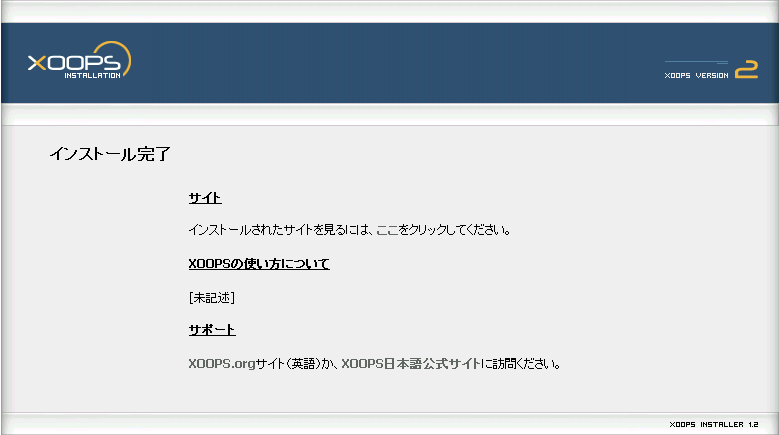 XOOPS
INSTALLATION
XOOPS VERSION 2
インストール完了
サイト
インストールされたサイトを見るには、ここをクリックしてください。
XOOPSの使い方について
[未記述]
サポート
XOOPS.orgサイト（英語）か、XOOPS日本語公式サイトに訪問ください。
XOOPS INSTALLER 1.2